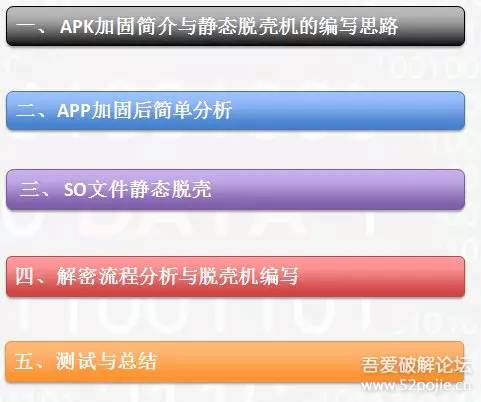 一、APK加固简介与静态脱壳机的编写思路
二、APP加固后简单分析
三、SO文件静态脱壳
四、解密流程分析与脱壳机编写
五、测试与总结
吾爱破解论坛
www.52pojie.cn